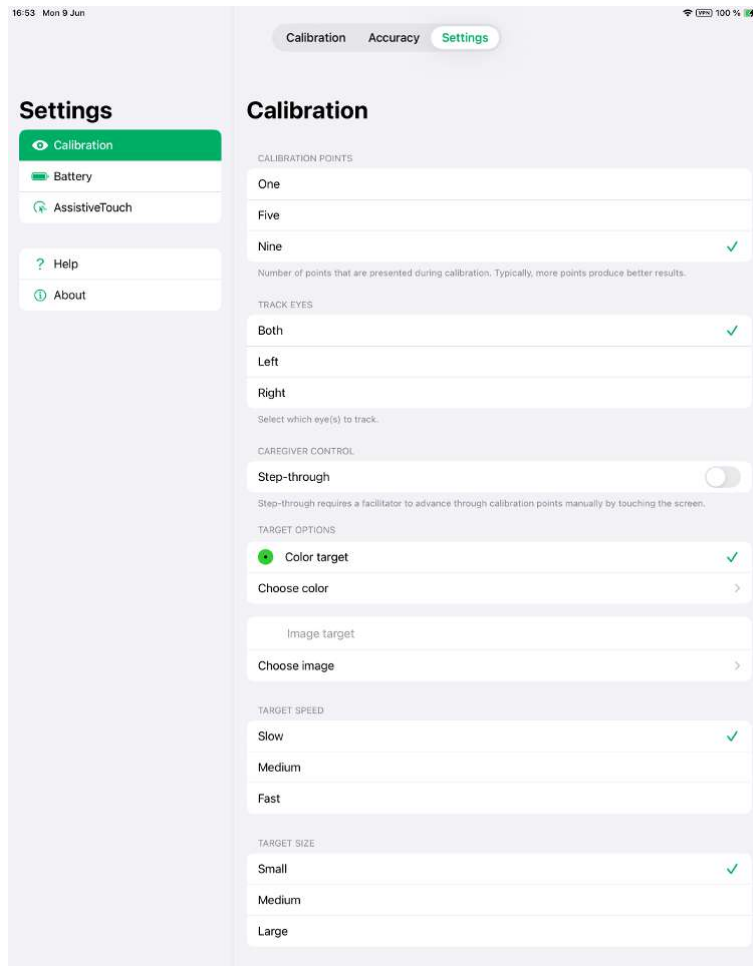 16:53 Mon 9 Jun
VPN 100 %
Calibration Accuracy Settings
Settings
Calibration
Battery
AssistiveTouch
Help
About
Calibration
CALIBRATION POINTS
One
Five
Nine
Number of points that are presented during calibration. Typically, more points produce better results.
TRACK EYES
Both
Left
Right
Select which eye(s) to track.
CAREGIVER CONTROL
Step-through
Step-through requires a facilitator to advance through calibration points manually by touching the screen.
TARGET OPTIONS
Color target
Choose color
Image target
Choose image
TARGET SPEED
Slow
Medium
Fast
TARGET SIZE
Small
Medium
Large